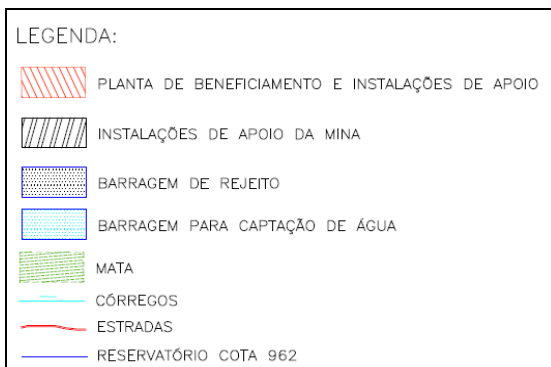 LEGENDA:
PLANTA DE BENEFICIAMENTO E INSTALAÇÕES DE APOIO
INSTALAÇÕES DE APOIO DA MINA
BARRAGEM DE REJEITO
BARRAGEM PARA CAPTAÇÃO DE ÁGUA
MATA
CÓRREGOS
ESTRADAS
RESERVATÓRIO COTA 962